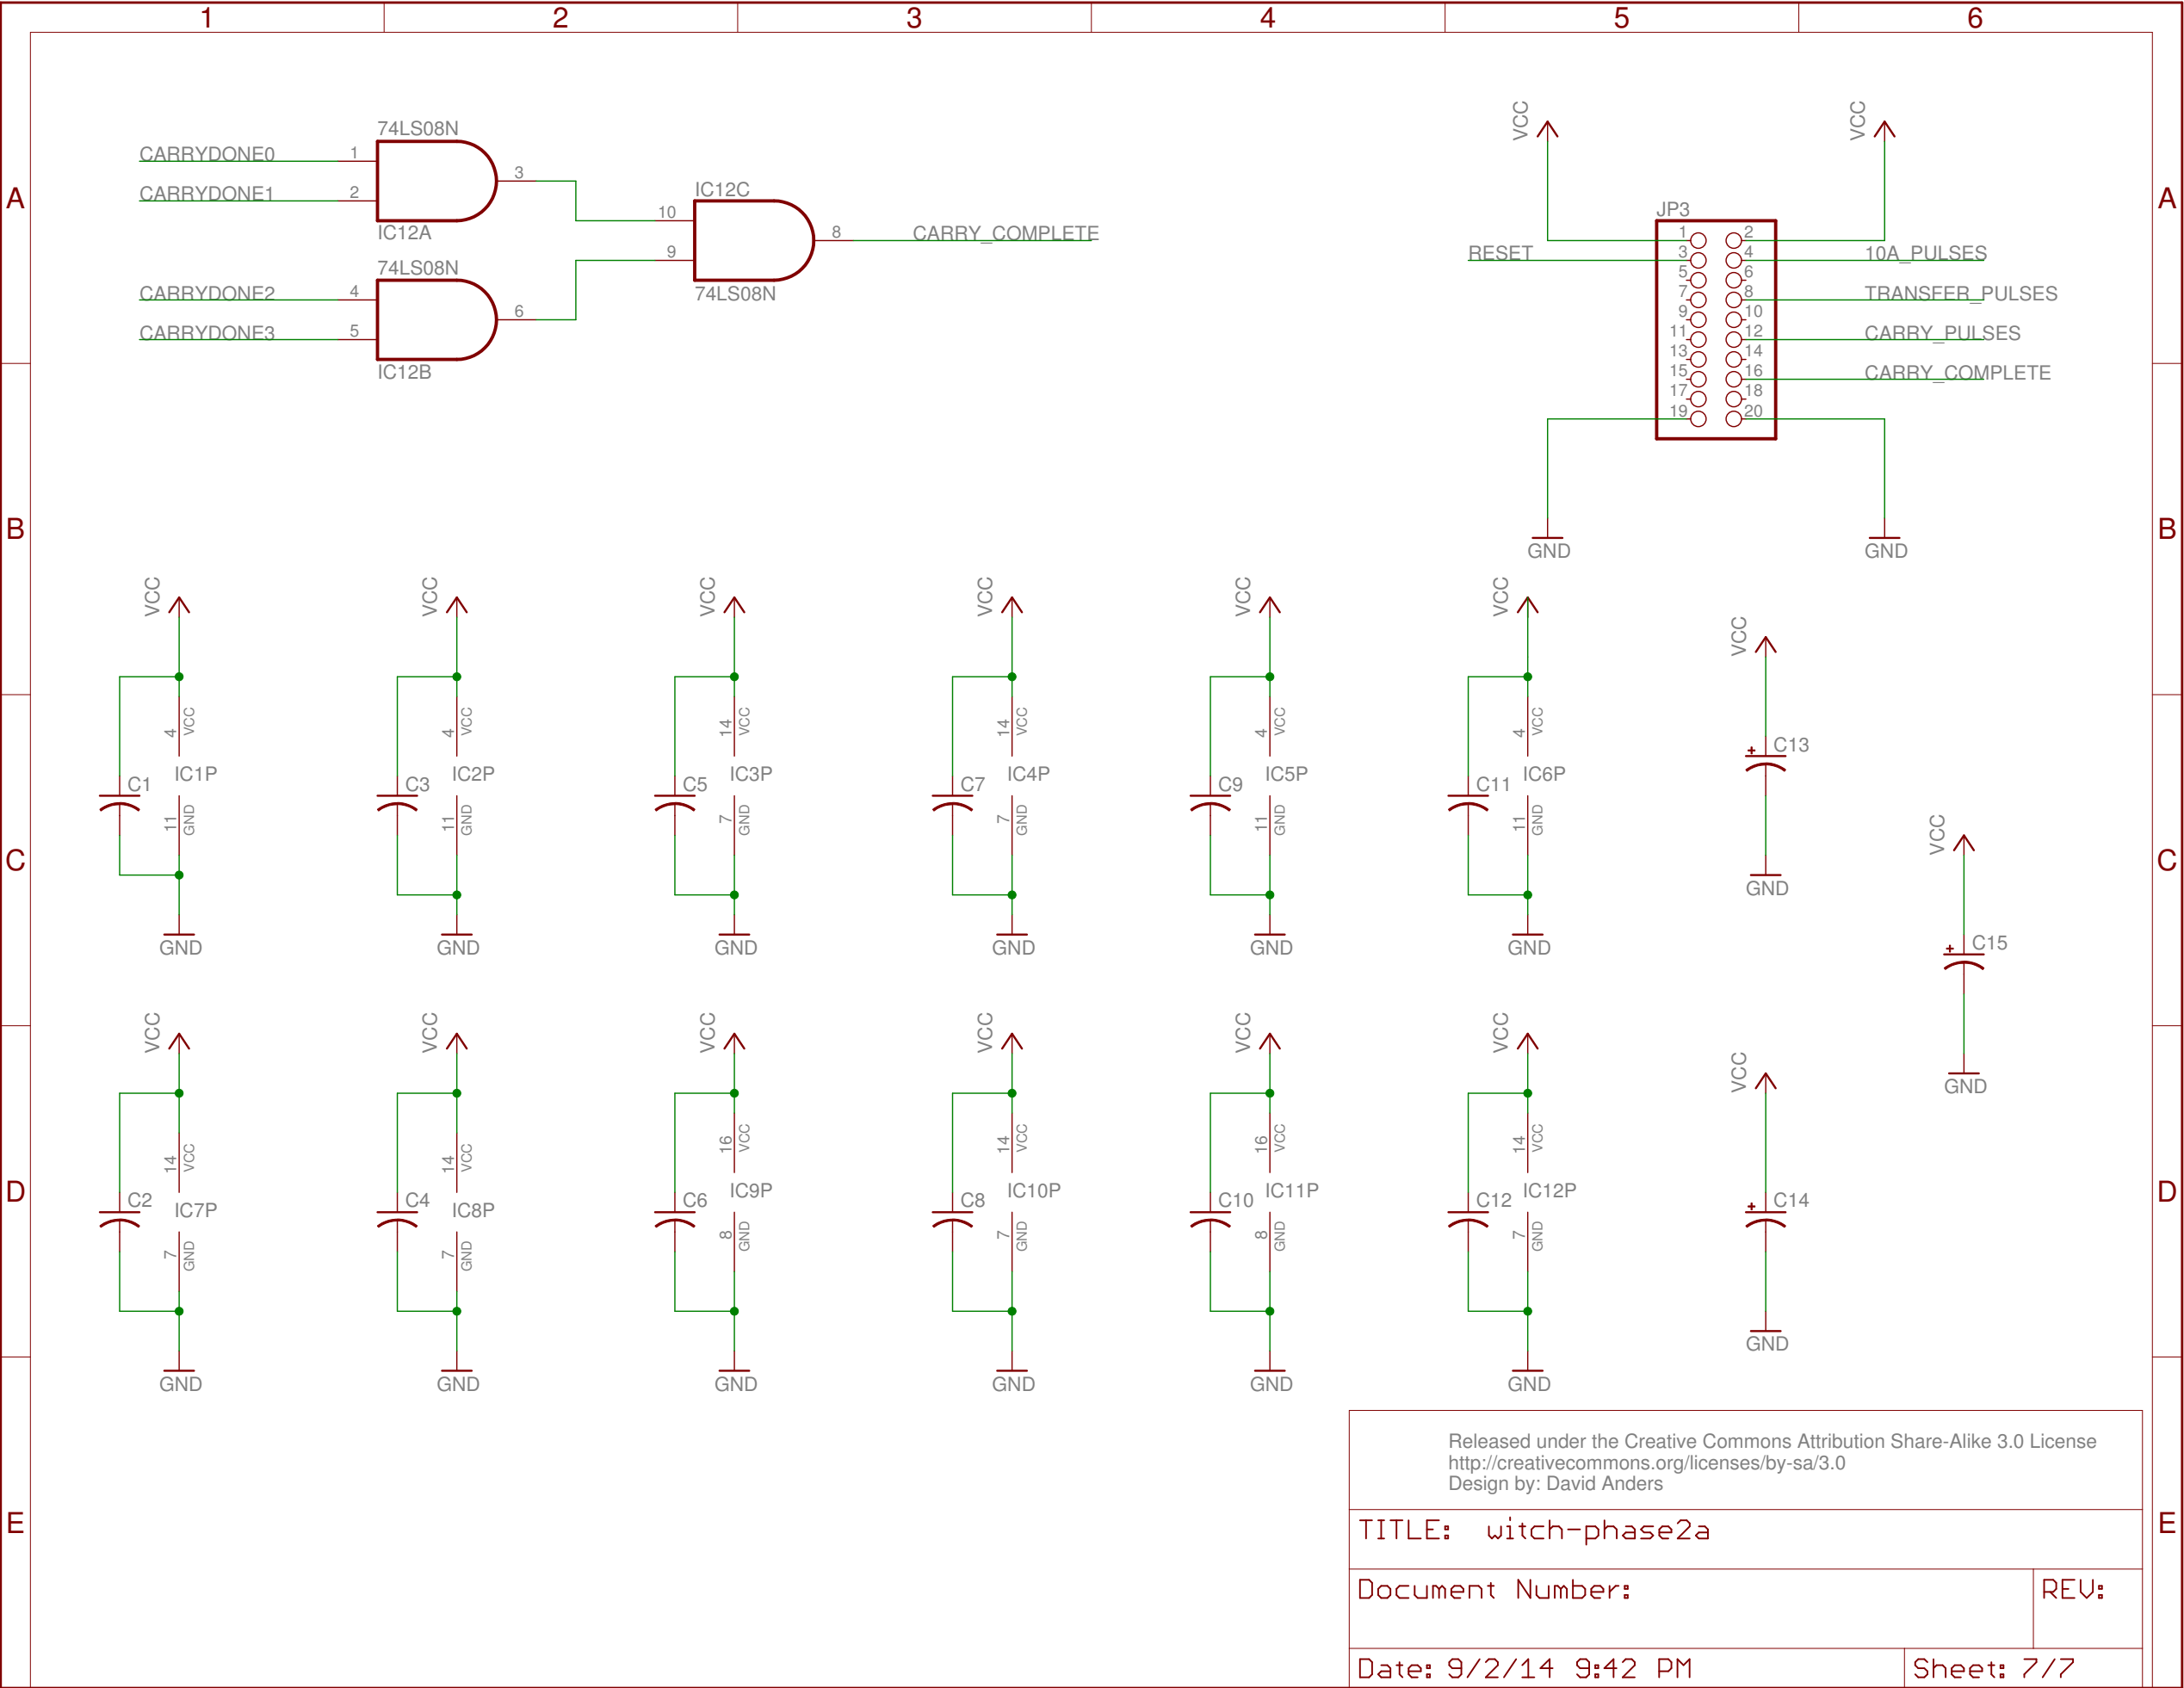 1 2 3 4 5 6
A A
B B
C C
D D
E E
74LS08N
CARRYDONE0 1
CARRYDONE1 2
3
IC12A
74LS08N
CARRYDONE2 4
CARRYDONE3 5
6
IC12B
IC12C
10
9
8 CARRY_COMPLETE
74LS08N
VCC VCC
JP3
1 2
RESET 3 4 10A_PULSES
5 6
7 8 TRANSFER_PULSES
9 10
11 12 CARRY_PULSES
13 14
15 16 CARRY_COMPLETE
17 18
19 20
GND GND
VCC 4 VCC C1 IC1P 11 GND GND
VCC 4 VCC C3 IC2P 11 GND GND
VCC 14 VCC C5 IC3P 7 GND GND
VCC 14 VCC C7 IC4P 7 GND GND
VCC 4 VCC C9 IC5P 11 GND GND
VCC 4 VCC C11 IC6P 11 GND GND
VCC + C13 GND
VCC + C15 GND
VCC 14 VCC C2 IC7P 7 GND GND
VCC 14 VCC C4 IC8P 7 GND GND
VCC 16 VCC C6 IC9P 8 GND GND
VCC 14 VCC C8 IC10P 7 GND GND
VCC 16 VCC C10 IC11P 8 GND GND
VCC 14 VCC C12 IC12P 7 GND GND
VCC + C14 GND
Released under the Creative Commons Attribution Share-Alike 3.0 License
http://creativecommons.org/licenses/by-sa/3.0
Design by: David Anders
TITLE: witch-phase2a
Document Number: REV:
Date: 9/2/14 9:42 PM Sheet: 7/7